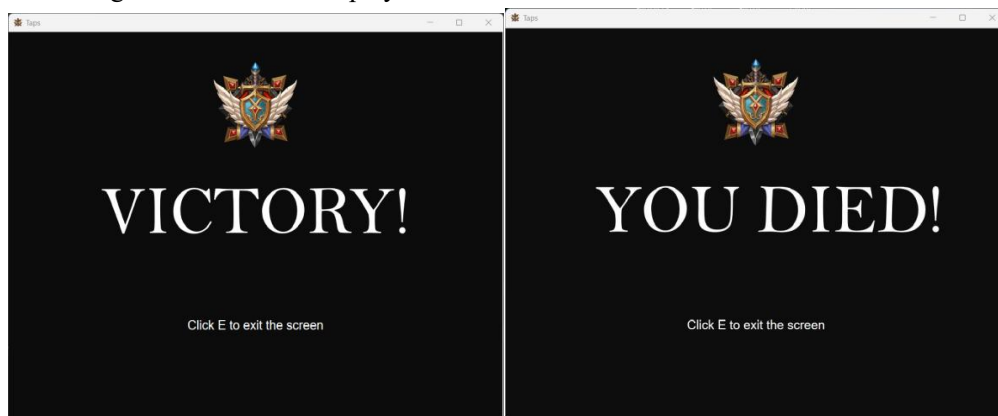 Taps
VICTORY!
Click E to exit the screen
Taps
YOU DIED!
Click E to exit the screen